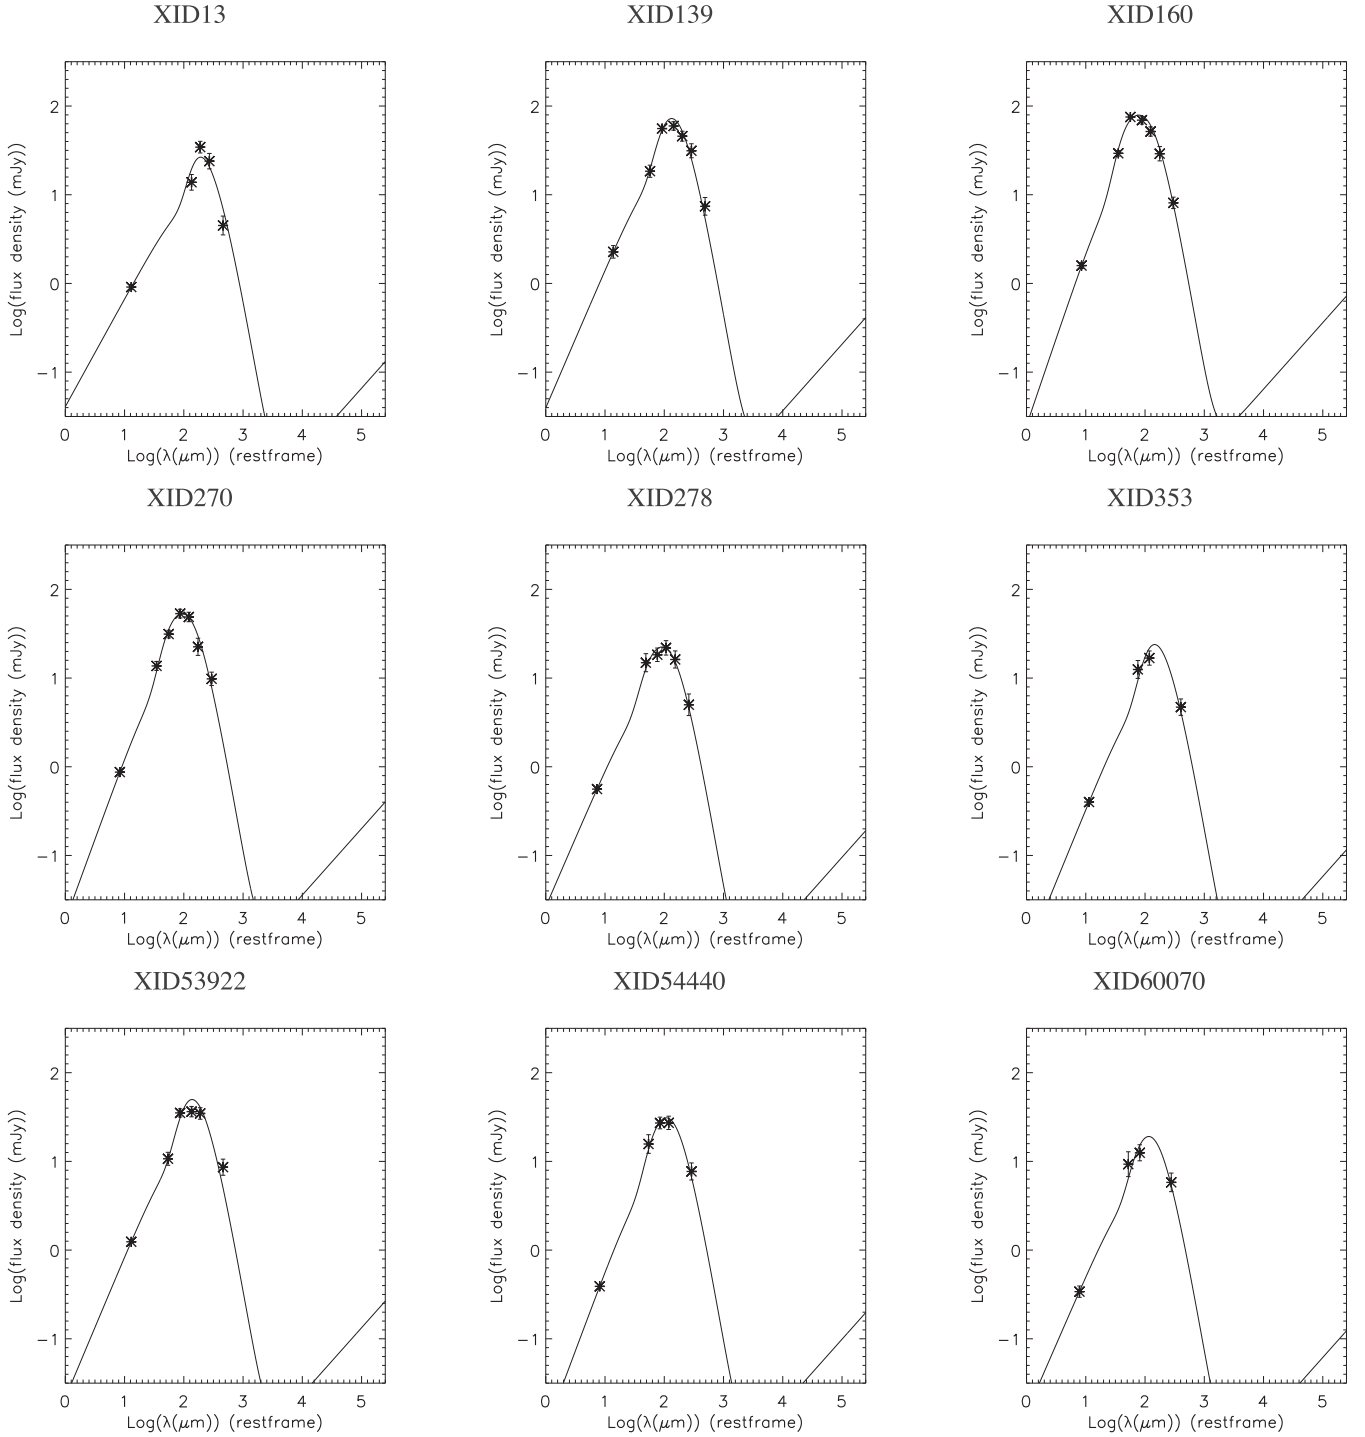 XID13 XID139 XID160
2 2 2
1 1 1
0 0 0
−1 −1 −1
Log(flux density (mJy)) Log(flux density (mJy)) Log(flux density (mJy))
0 1 2 3 4 5 0 1 2 3 4 5 0 1 2 3 4 5
Log(λ(μm)) (restframe) Log(λ(μm)) (restframe) Log(λ(μm)) (restframe)
XID270 XID278 XID353
2 2 2
1 1 1
0 0 0
−1 −1 −1
Log(flux density (mJy)) Log(flux density (mJy)) Log(flux density (mJy))
0 1 2 3 4 5 0 1 2 3 4 5 0 1 2 3 4 5
Log(λ(μm)) (restframe) Log(λ(μm)) (restframe) Log(λ(μm)) (restframe)
XID53922 XID54440 XID60070
2 2 2
1 1 1
0 0 0
−1 −1 −1
Log(flux density (mJy)) Log(flux density (mJy)) Log(flux density (mJy))
0 1 2 3 4 5 0 1 2 3 4 5 0 1 2 3 4 5
Log(λ(μm)) (restframe) Log(λ(μm)) (restframe) Log(λ(μm)) (restframe)